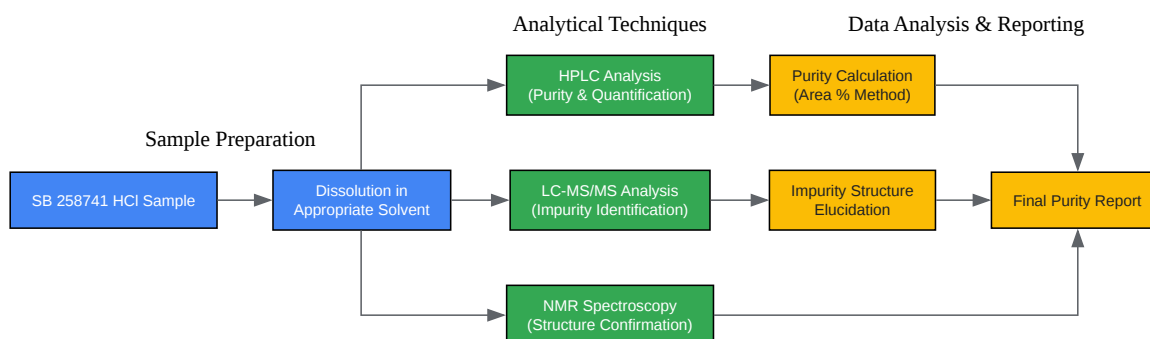 Analytical Techniques
Data Analysis & Reporting
HPLC Analysis
(Purity & Quantification)
Purity Calculation
(Area % Method)
Sample Preparation
SB 258741 HCl Sample
Dissolution in
Appropriate Solvent
LC-MS/MS Analysis
(Impurity Identification)
Impurity Structure
Elucidation
Final Purity Report
NMR Spectroscopy
(Structure Confirmation)